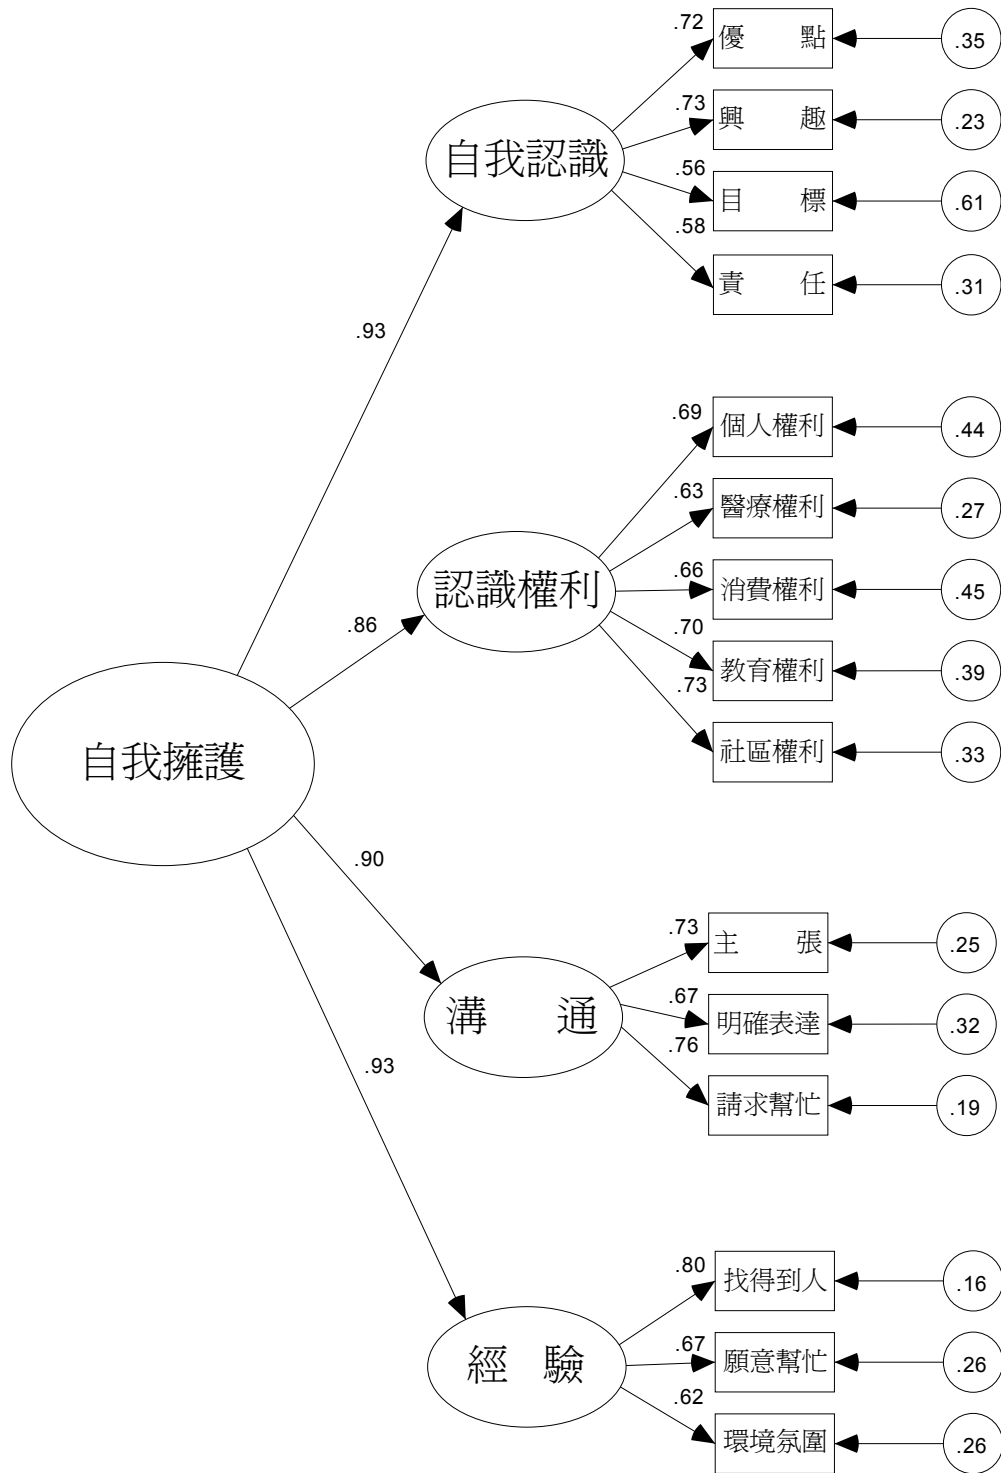 .72
優 點
.35
.73
興 趣
.23
自我認識
.56
目 標
.61
.58
責 任
.31
.93
.69
個人權利
.44
.63
醫療權利
.27
認識權利
.66
消費權利
.45
.86
.70
教育權利
.39
.73
社區權利
.33
自我擁護
.90
.73
主 張
.25
溝 通
.67
明確表達
.32
.76
請求幫忙
.19
.93
.80
找得到人
.16
經 驗
.67
願意幫忙
.26
.62
環境氛圍
.26